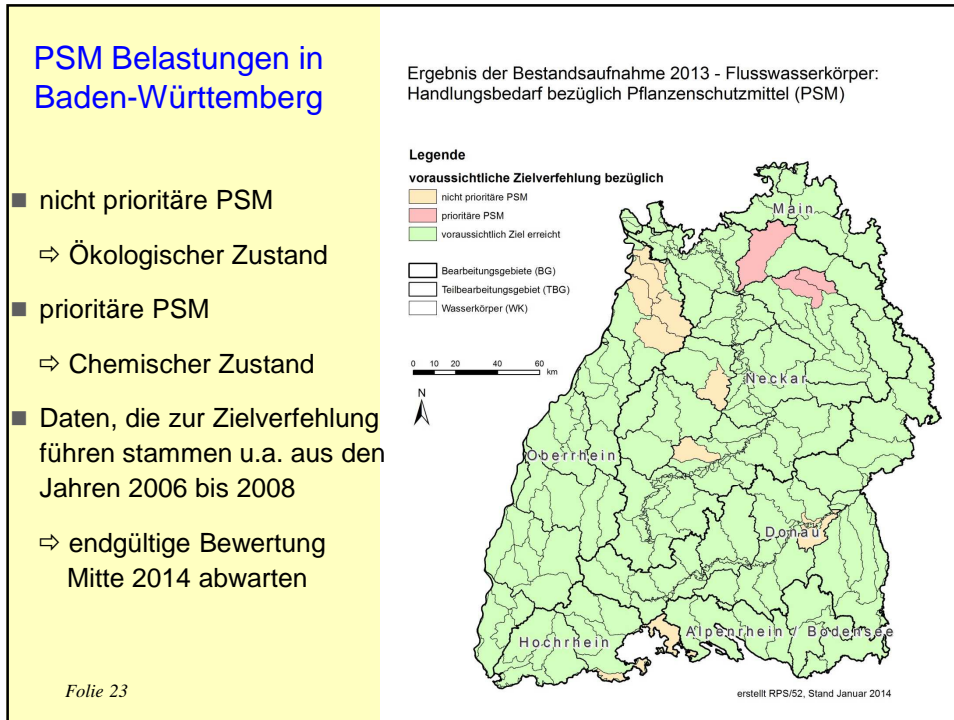 PSM Belastungen in
Baden-Württemberg
■ nicht prioritäre PSM
⇨ Ökologischer Zustand
■ prioritäre PSM
⇨ Chemischer Zustand
■ Daten, die zur Zielverfehlung
führen stammen u.a. aus den
Jahren 2006 bis 2008
⇨ endgültige Bewertung
Mitte 2014 abwarten
Folie 23
Ergebnis der Bestandsaufnahme 2013 - Flusswasserkörper:
Handlungsbedarf bezüglich Pflanzenschutzmittel (PSM)
Legende
voraussichtliche Zielverfehlung bezüglich
nicht prioritäre PSM
prioritäre PSM
voraussichtlich Ziel erreicht
Bearbeitungsgebiete (BG)
Teilbearbeitungsgebiet (TBG)
Wasserkörper (WK)
0 10 20 40 60
km
N
Main
Neckar
Oberrhein
Donau
Alpenrhein / Bodensee
Hochrhein
erstellt RPS/52, Stand Januar 2014